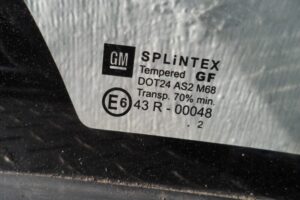 GM SPLiNTEX
Tempered GF
DOT24 AS2 M68
Transp. 70% min.
E6 43 R - 00048
. 2